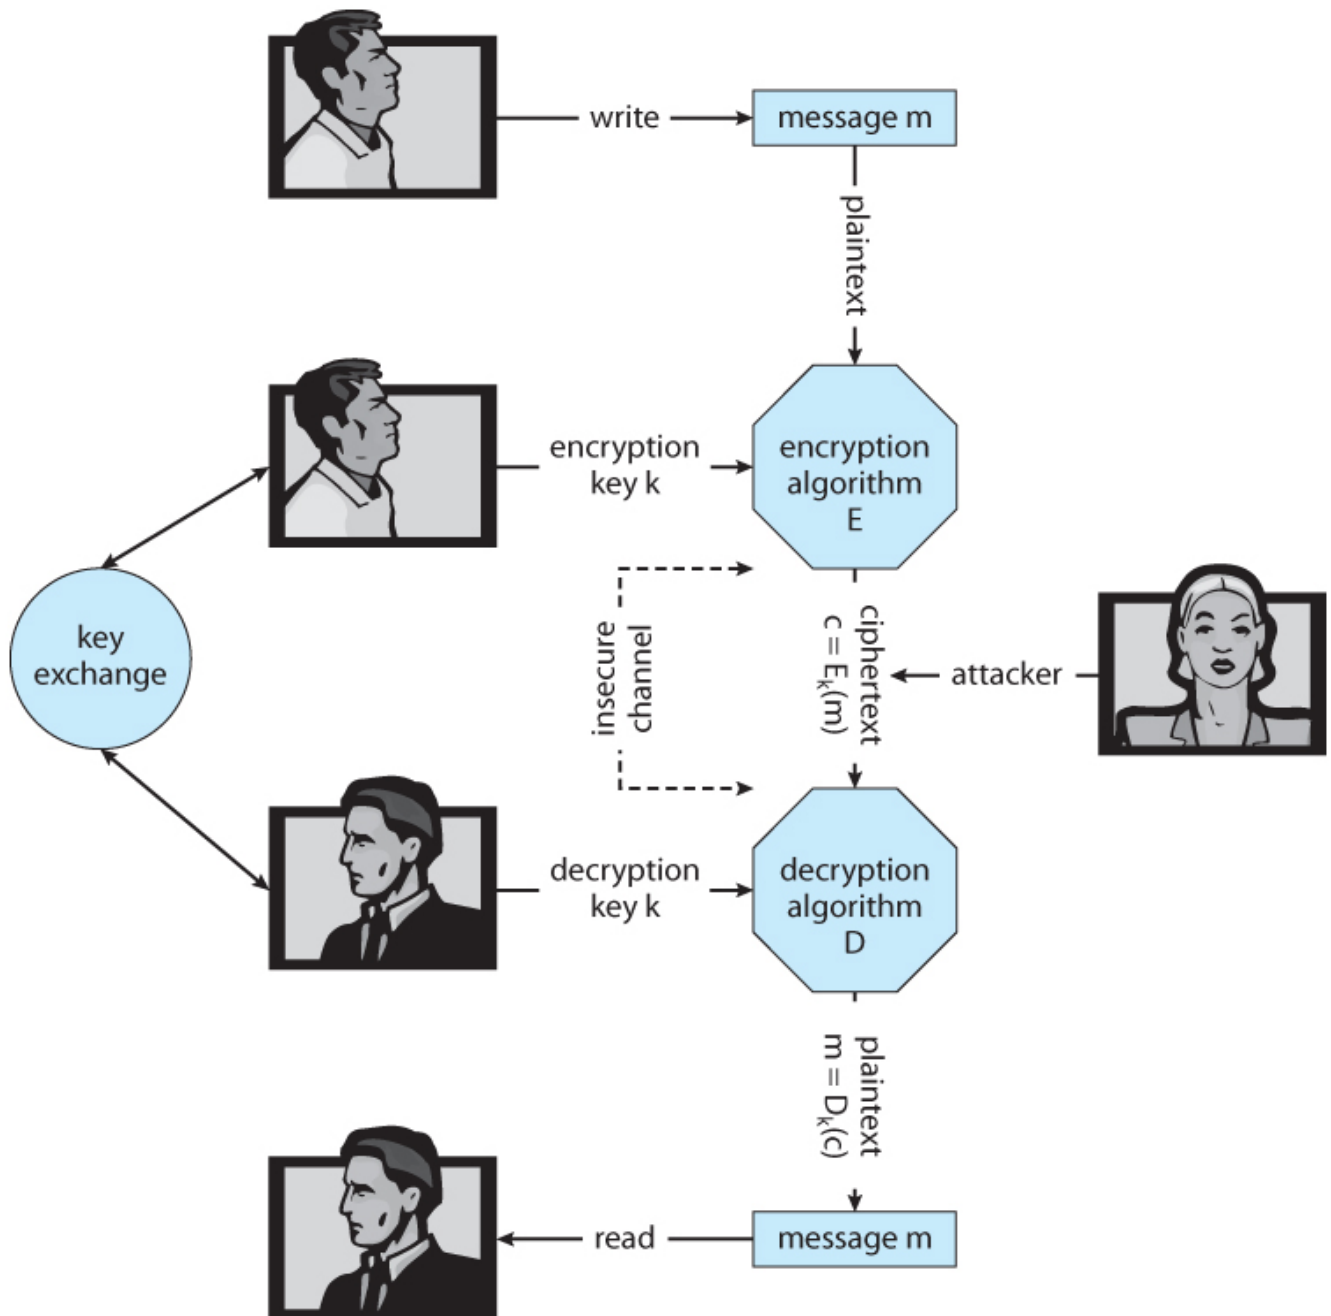 write
message m
plaintext
encryption
key k
encryption
algorithm
E
key
exchange
insecure
channel
ciphertext
c = Eₖ(m)
attacker
decryption
key k
decryption
algorithm
D
plaintext
m = Dₖ(c)
read
message m